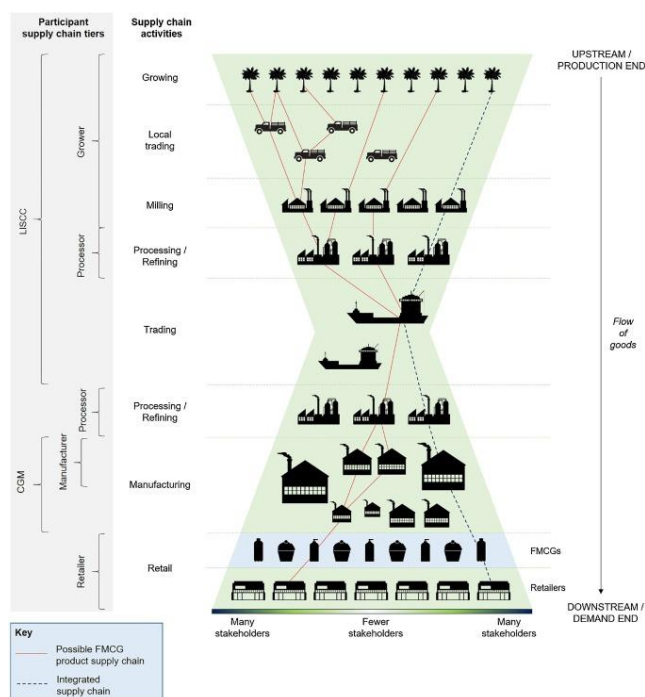 Participant
supply chain tiers
Supply chain
activities
UPSTREAM /
PRODUCTION END
LISCC
Grower
Processor
Processor
CGM
Manufacturer
Retailer
Growing
Local
trading
Milling
Processing /
Refining
Trading
Processing /
Refining
Manufacturing
Retail
FMCGs
Retailers
Flow
of
goods
DOWNSTREAM /
DEMAND END
Many
stakeholders
Fewer
stakeholders
Many
stakeholders
Key
Possible FMCG
product supply chain
Integrated
supply chain